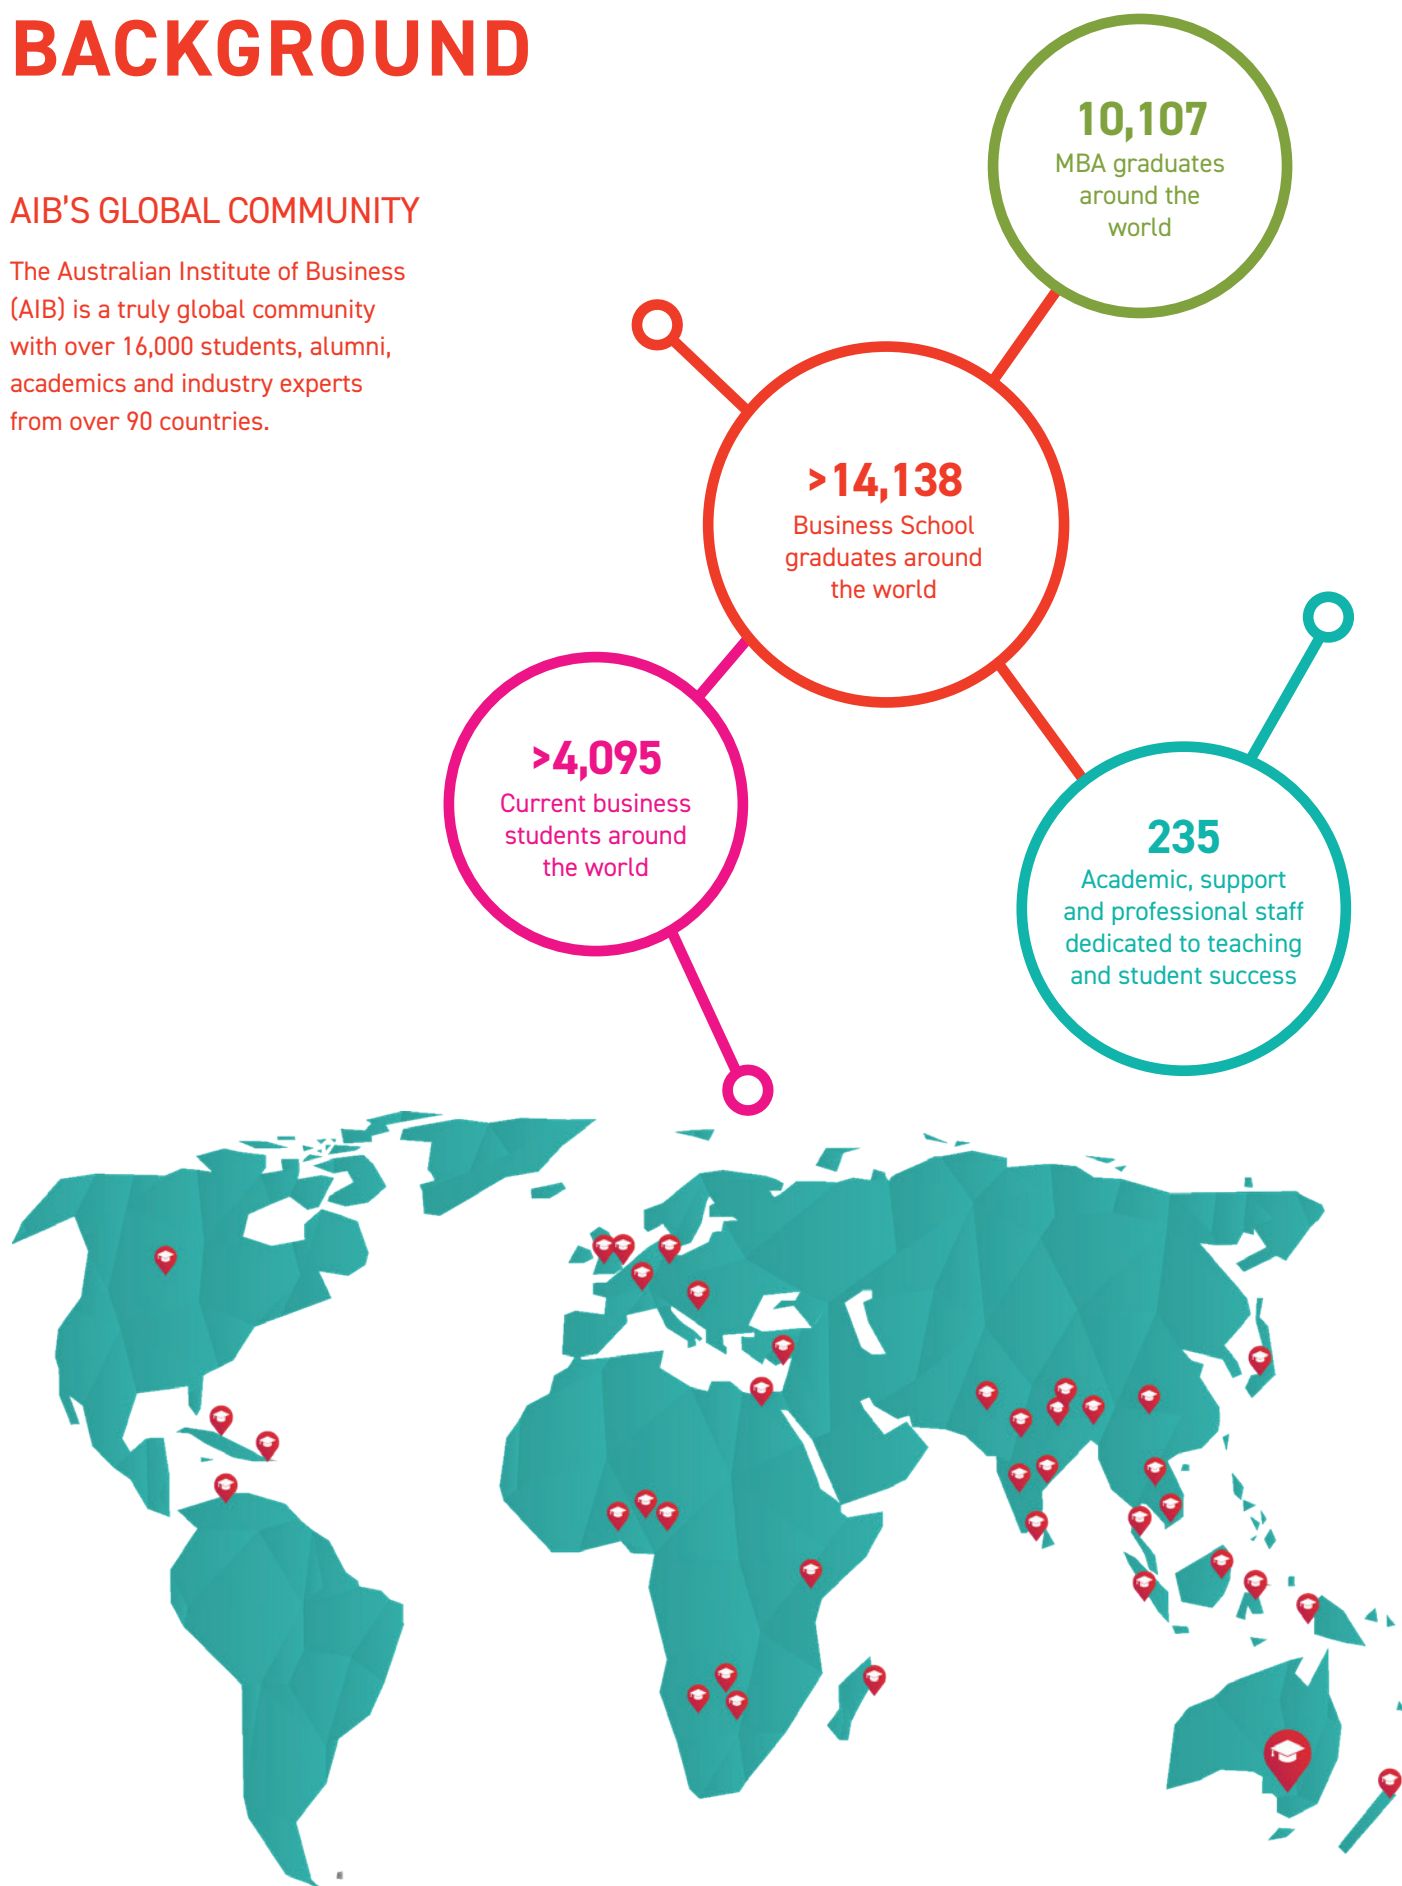 BACKGROUND
AIB'S GLOBAL COMMUNITY
The Australian Institute of Business
(AIB) is a truly global community
with over 16,000 students, alumni,
academics and industry experts
from over 90 countries.
10,107
MBA graduates
around the
world
>14,138
Business School
graduates around
the world
>4,095
Current business
students around
the world
235
Academic, support
and professional staff
dedicated to teaching
and student success